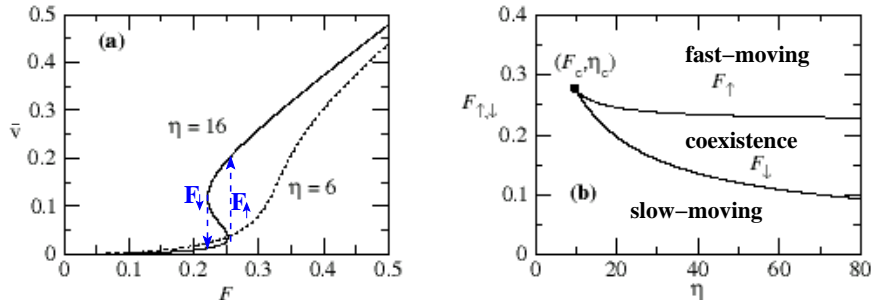 (a)
0.5
0.4
0.3
0.2
0.1
0
v̄
η = 16
η = 6
F↓
F↑
0 0.1 0.2 0.3 0.4 0.5
F
0.4
0.3
0.2
0.1
0
F↑,↓
(F_c,η_c)
fast−moving
F↑
coexistence
F↓
(b)
slow−moving
0 20 40 60 80
η